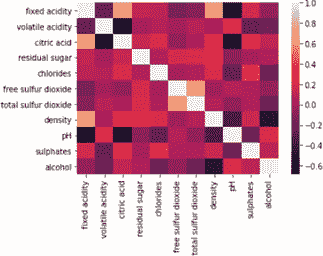 fixed acidity
volatile acidity
citric acid
residual sugar
chlorides
free sulfur dioxide
total sulfur dioxide
density
pH
sulphates
alcohol
1.0
0.8
0.6
0.4
0.2
0.0
−0.2
−0.4
−0.6
fixed acidity
volatile acidity
citric acid
residual sugar
chlorides
free sulfur dioxide
total sulfur dioxide
density
pH
sulphates
alcohol